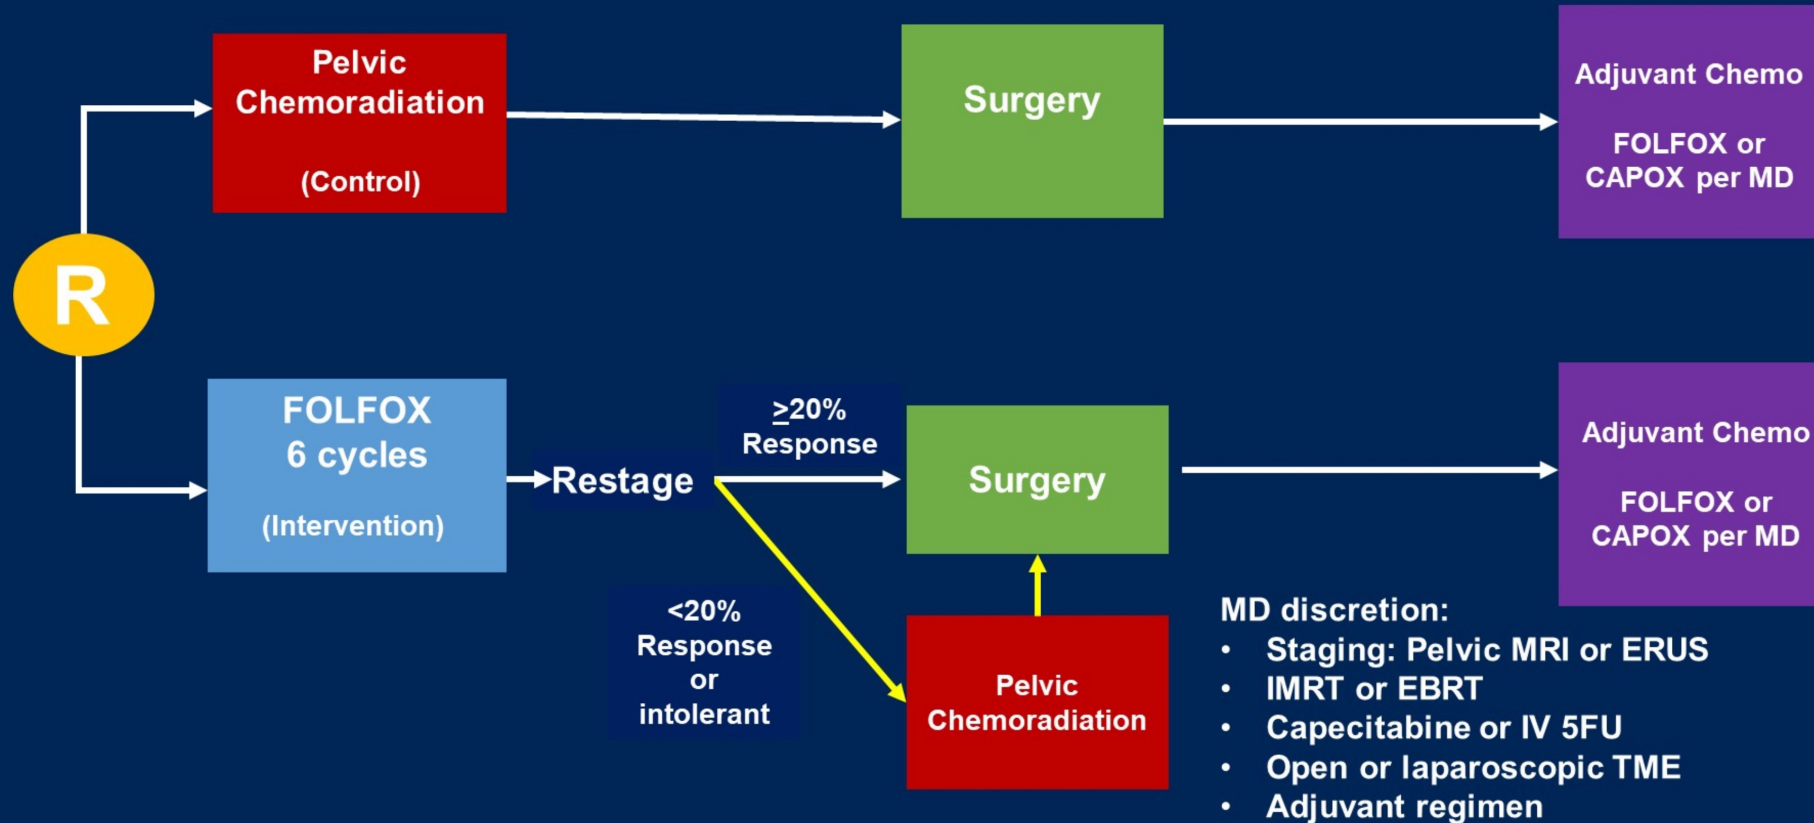 Pelvic
Chemoradiation
(Control)
Surgery
Adjuvant Chemo
FOLFOX or
CAPOX per MD
R
FOLFOX
6 cycles
(Intervention)
Restage
≥20%
Response
Surgery
Adjuvant Chemo
FOLFOX or
CAPOX per MD
<20%
Response
or
intolerant
Pelvic
Chemoradiation
MD discretion:
• Staging: Pelvic MRI or ERUS
• IMRT or EBRT
• Capecitabine or IV 5FU
• Open or laparoscopic TME
• Adjuvant regimen